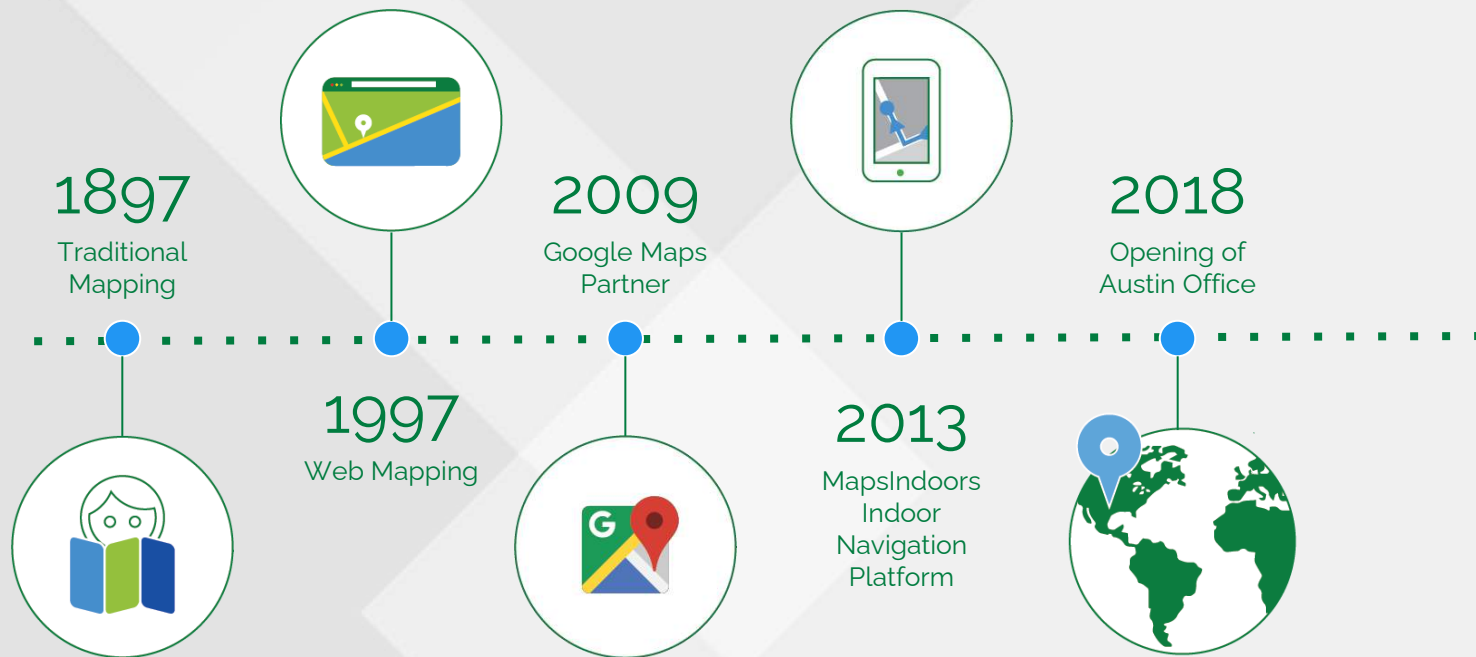 1897
Traditional
Mapping
1997
Web Mapping
2009
Google Maps
Partner
G
2013
MapsIndoors
Indoor
Navigation
Platform
2018
Opening of
Austin Office